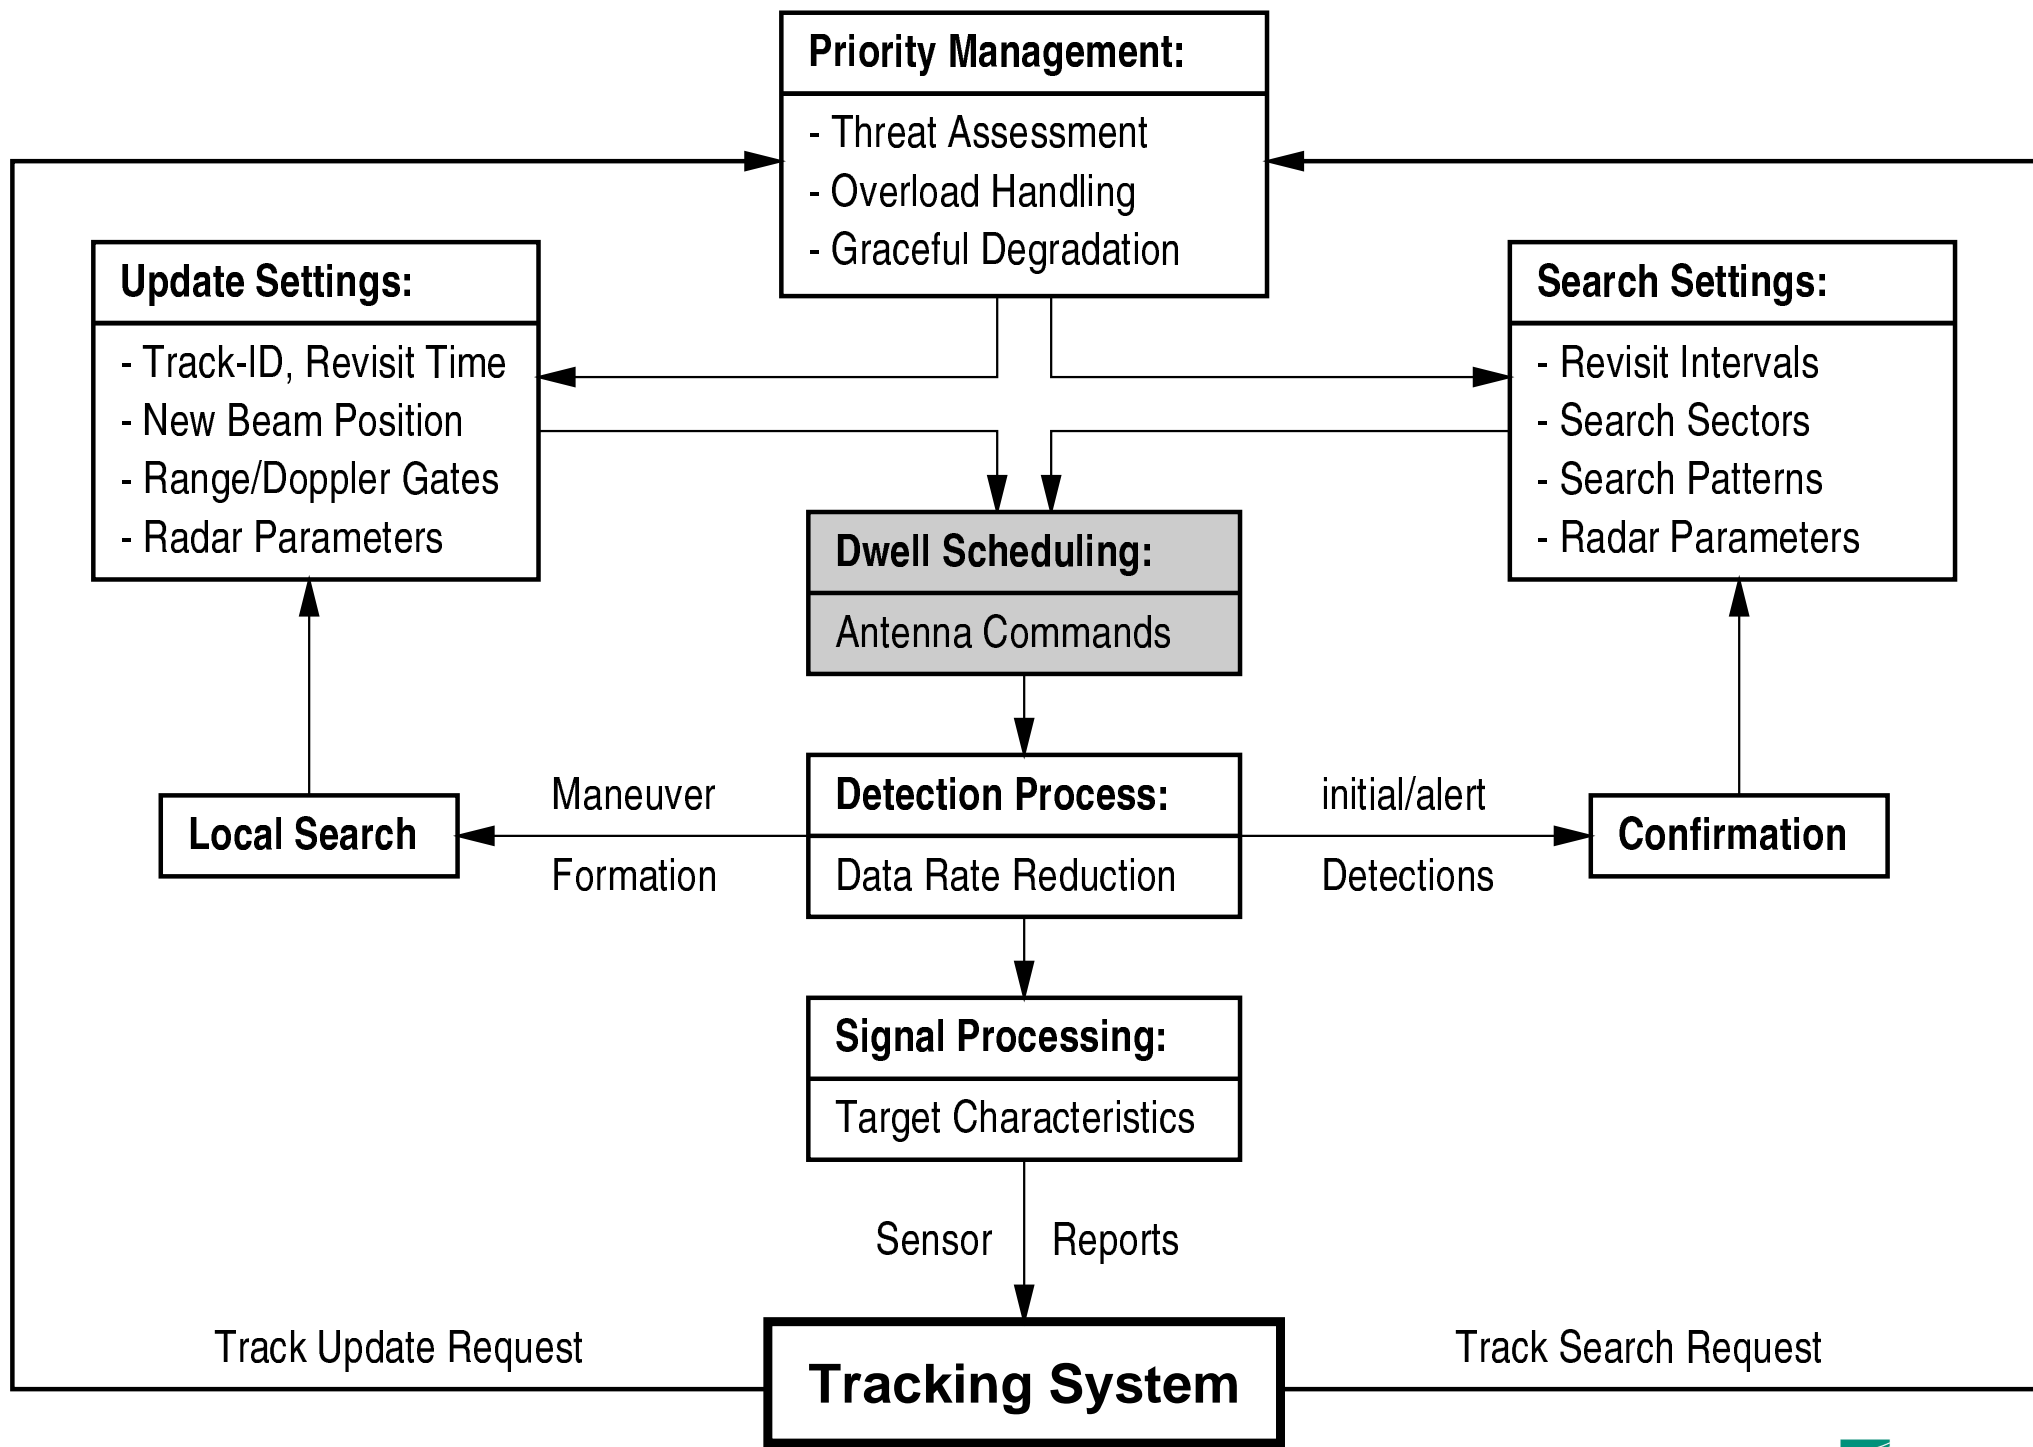 Priority Management:
- Threat Assessment
- Overload Handling
- Graceful Degradation
Update Settings:
- Track-ID, Revisit Time
- New Beam Position
- Range/Doppler Gates
- Radar Parameters
Search Settings:
- Revisit Intervals
- Search Sectors
- Search Patterns
- Radar Parameters
Dwell Scheduling:
Antenna Commands
Local Search
Maneuver
Formation
Detection Process:
Data Rate Reduction
initial/alert
Detections
Confirmation
Signal Processing:
Target Characteristics
Sensor Reports
Track Update Request
Tracking System
Track Search Request